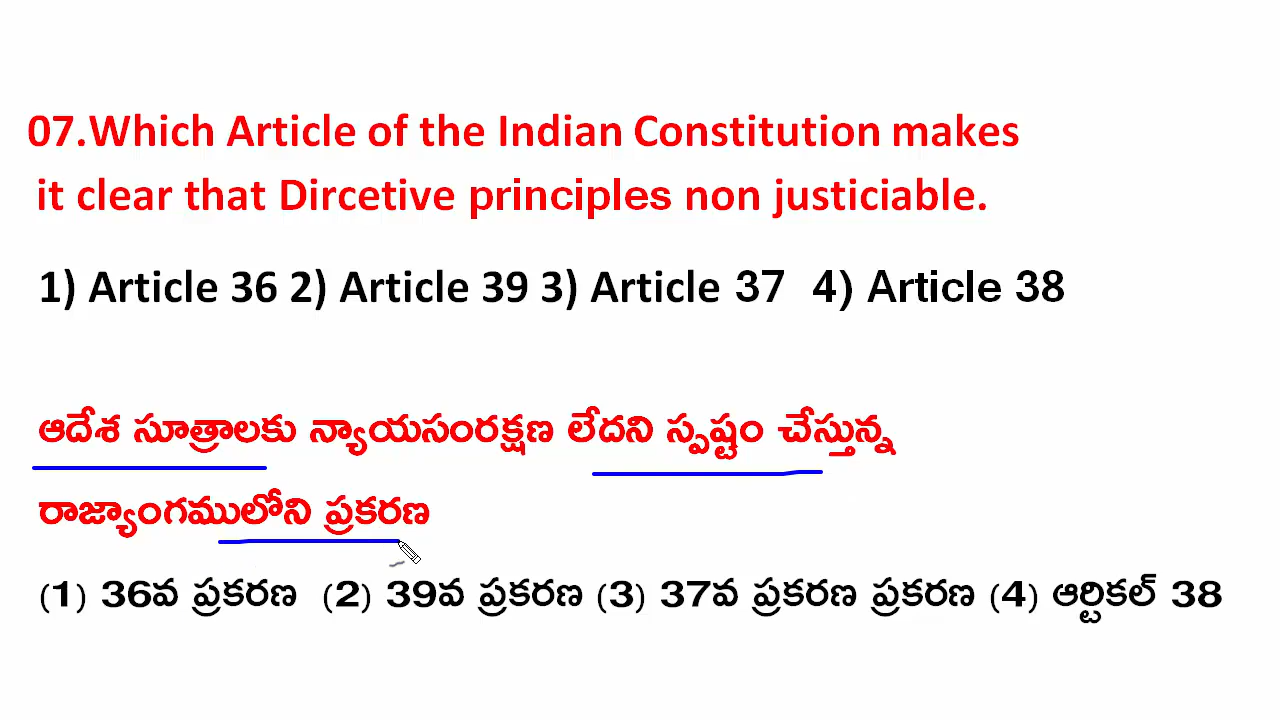 07.Which Article of the Indian Constitution makes
it clear that Dircetive principles non justiciable.
1) Article 36 2) Article 39 3) Article 37 4) Article 38
ఆదేశ సూత్రాలకు న్యాయసంరక్షణ లేదని స్పష్టం చేస్తున్న
రాజ్యాంగములోని ప్రకరణ
(1) 36వ ప్రకరణ (2) 39వ ప్రకరణ (3) 37వ ప్రకరణ ప్రకరణ (4) ఆర్టికల్ 38